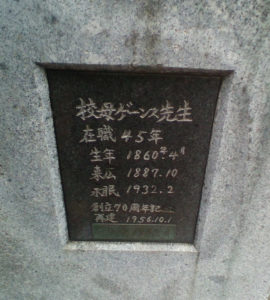 校母ゲーンス先生
在職 45年
生年 1860年4月
来広 1887.10
永眠 1932.2
創立70周年記念
再建 1956.10.1